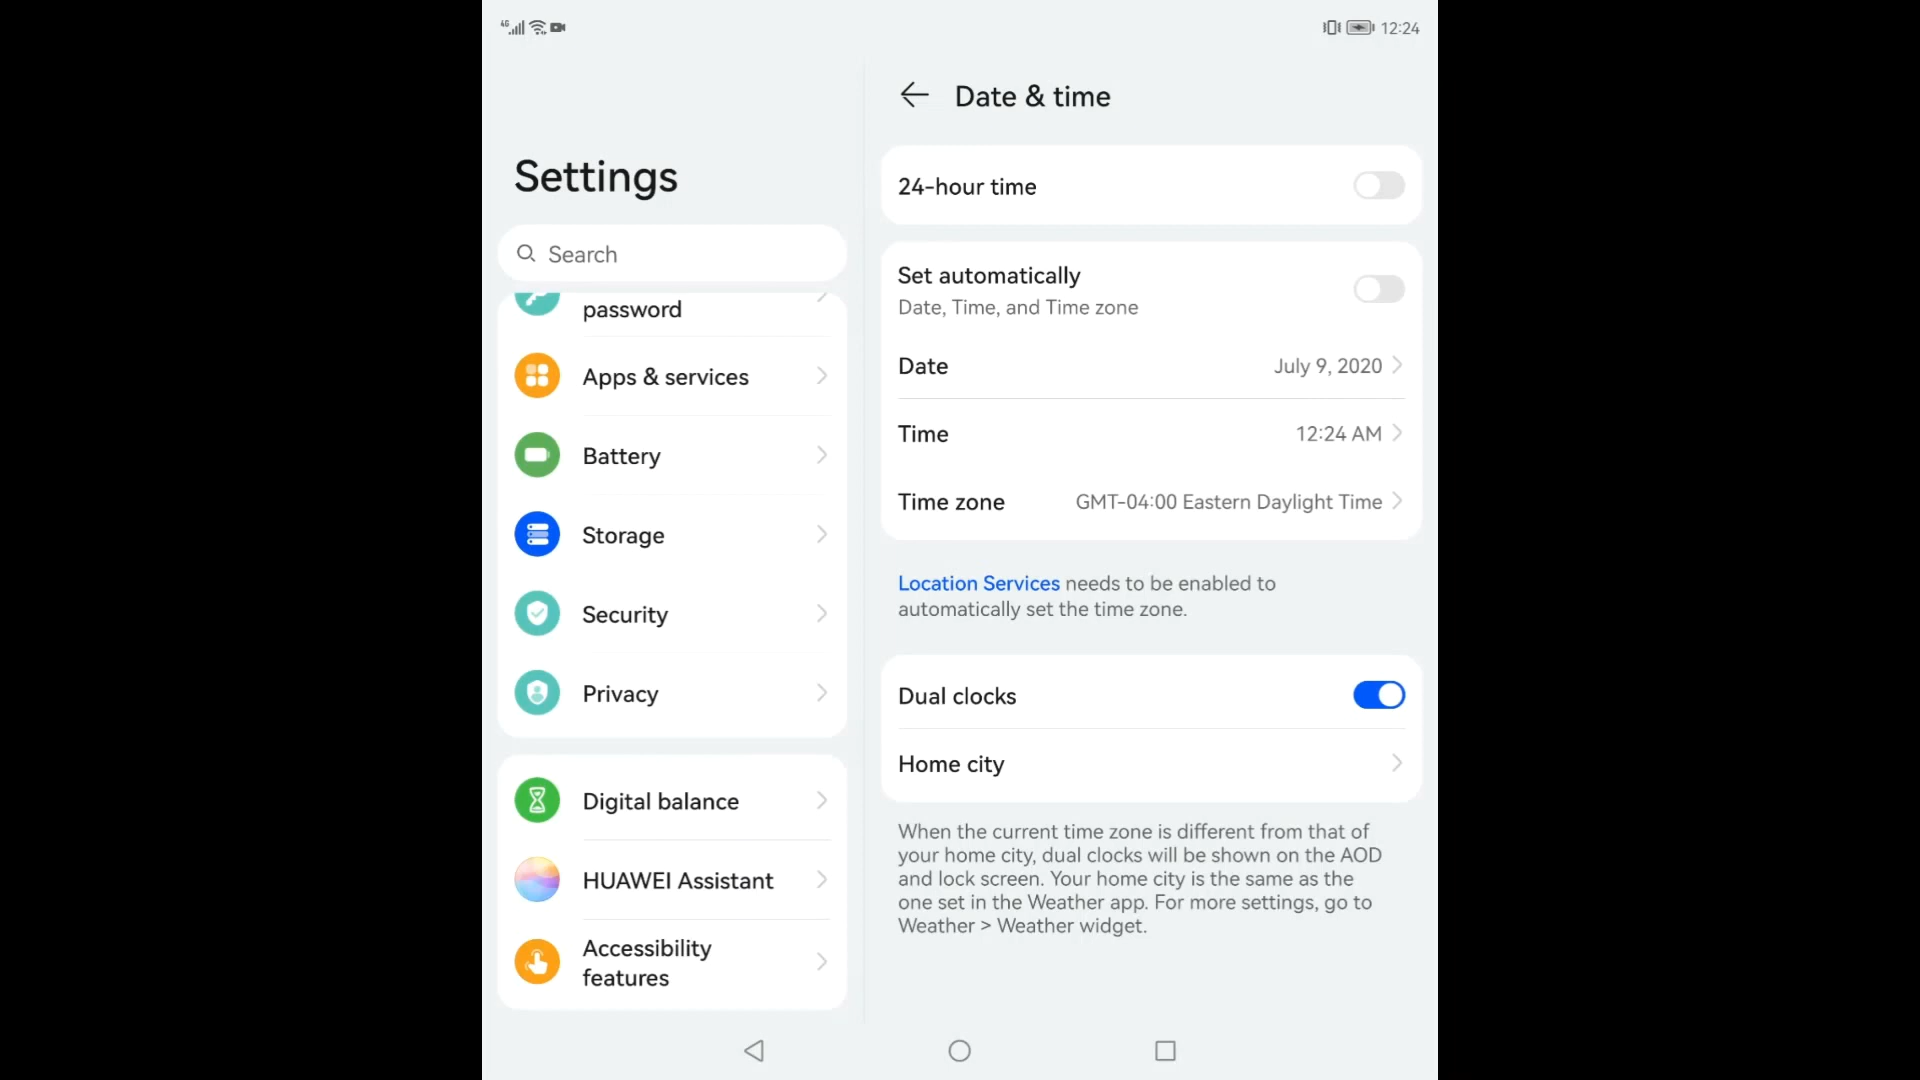 4G
12:24
Settings
Search
password
Apps & services
Battery
Storage
Security
Privacy
Digital balance
HUAWEI Assistant
Accessibility
features
Date & time
24-hour time
Set automatically
Date, Time, and Time zone
Date July 9, 2020
Time 12:24 AM
Time zone GMT-04:00 Eastern Daylight Time
Location Services needs to be enabled to
automatically set the time zone.
Dual clocks
Home city
When the current time zone is different from that of
your home city, dual clocks will be shown on the AOD
and lock screen. Your home city is the same as the
one set in the Weather app. For more settings, go to
Weather > Weather widget.